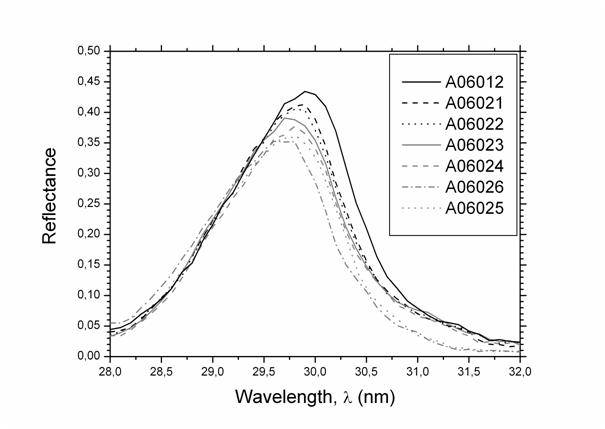 0,50
0,45
0,40
0,35
0,30
0,25
0,20
0,15
0,10
0,05
0,00
Reflectance
A06012
A06021
A06022
A06023
A06024
A06026
A06025
28,0 28,5 29,0 29,5 30,0 30,5 31,0 31,5 32,0
Wavelength, λ (nm)